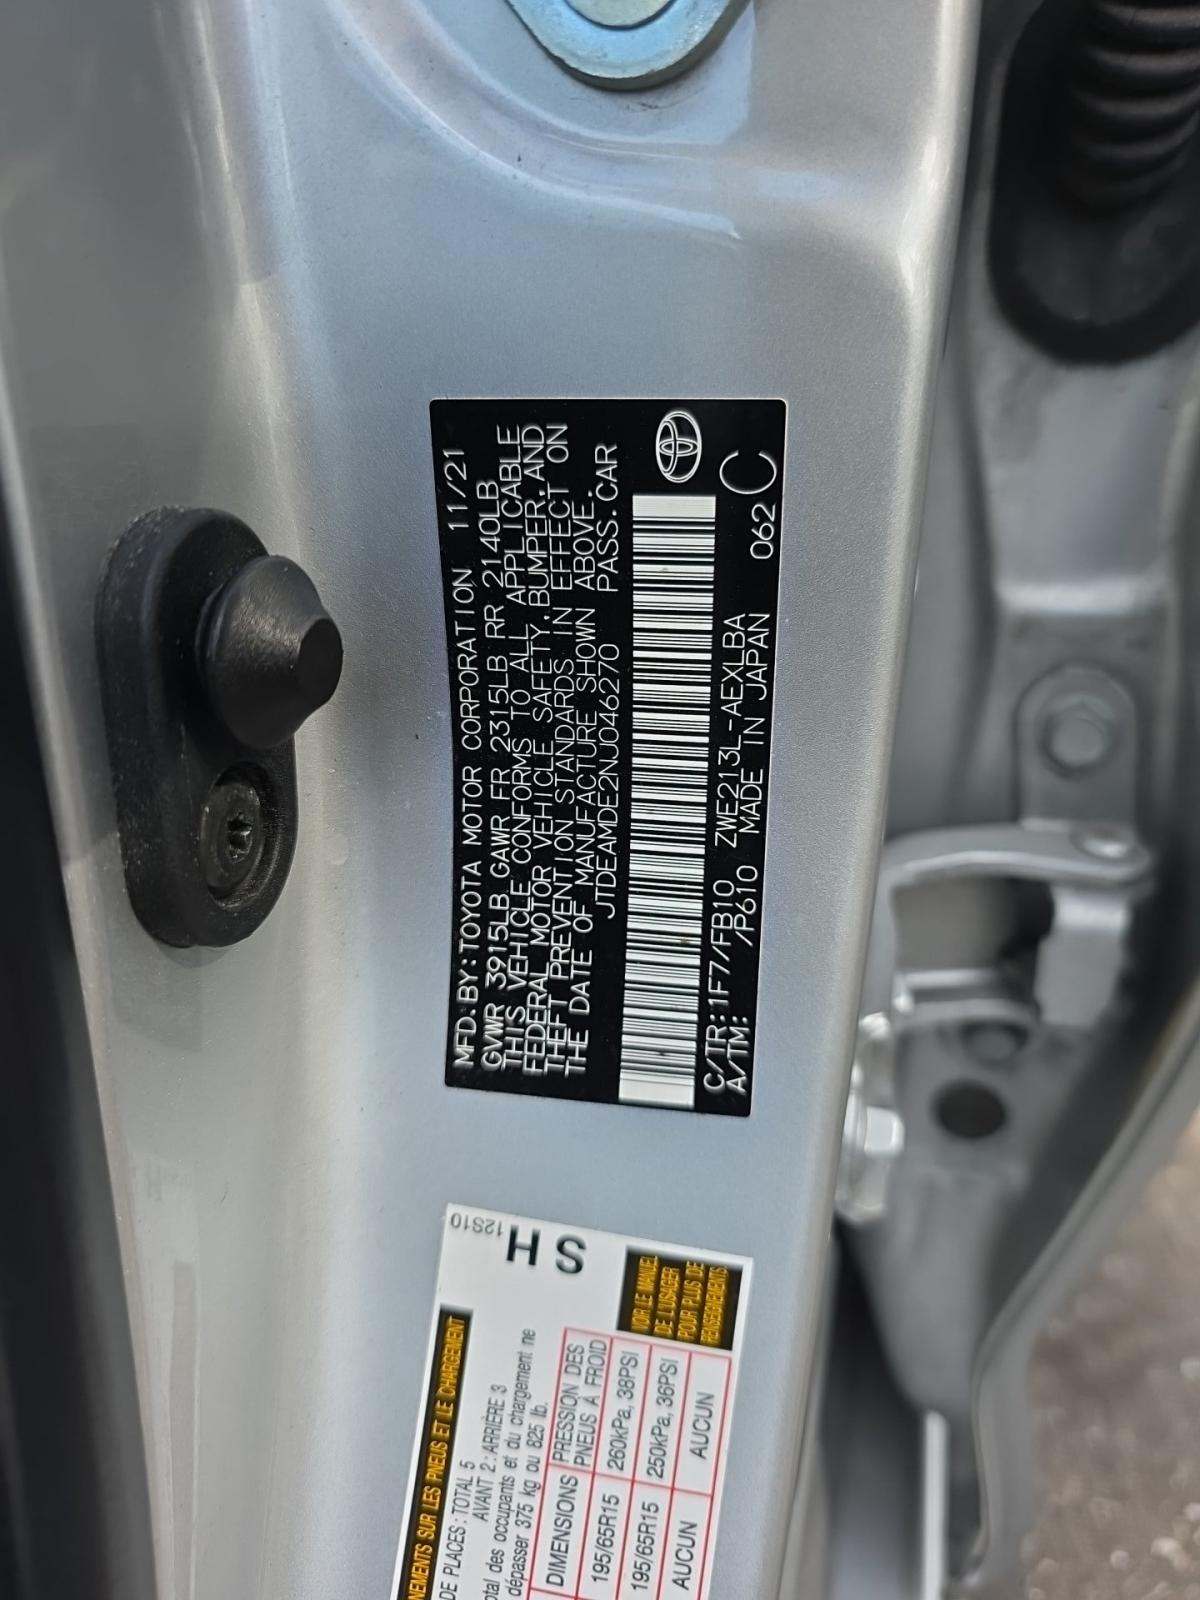 MFD.BY:TOYOTA MOTOR CORPORATION 11/21
GVWR 3915LB GAWR FR 2315LB RR 2140LB
THIS VEHICLE CONFORMS TO ALL APPLICABLE
FEDERAL MOTOR VEHICLE SAFETY,BUMPER,AND
THEFT PREVENTION STANDARDS IN EFFECT ON
THE DATE OF MANUFACTURE SHOWN ABOVE.
JTDEAMDE2NJ046270 PASS.CAR
C/TR:1F7/FB10 ZWE213L-AEXLBA
A/TM: /P610 MADE IN JAPAN 062 C
12S10
SH
SUR LES PNEUS ET LE CHARGEMENT
DE PLACES : TOTAL 5
AVANT 2 : ARRIÈRE 3
des occupants et du chargement ne
dépasser 375 kg ou 825 lb.
DIMENSIONS PRESSION DES PNEUS À FROID
195/65R15 260kPa, 38PSI
195/65R15 250kPa, 36PSI
AUCUN AUCUN
VOIR LE MANUEL
DE L'USAGER
POUR PLUS DE
RENSEIGNEMENTS